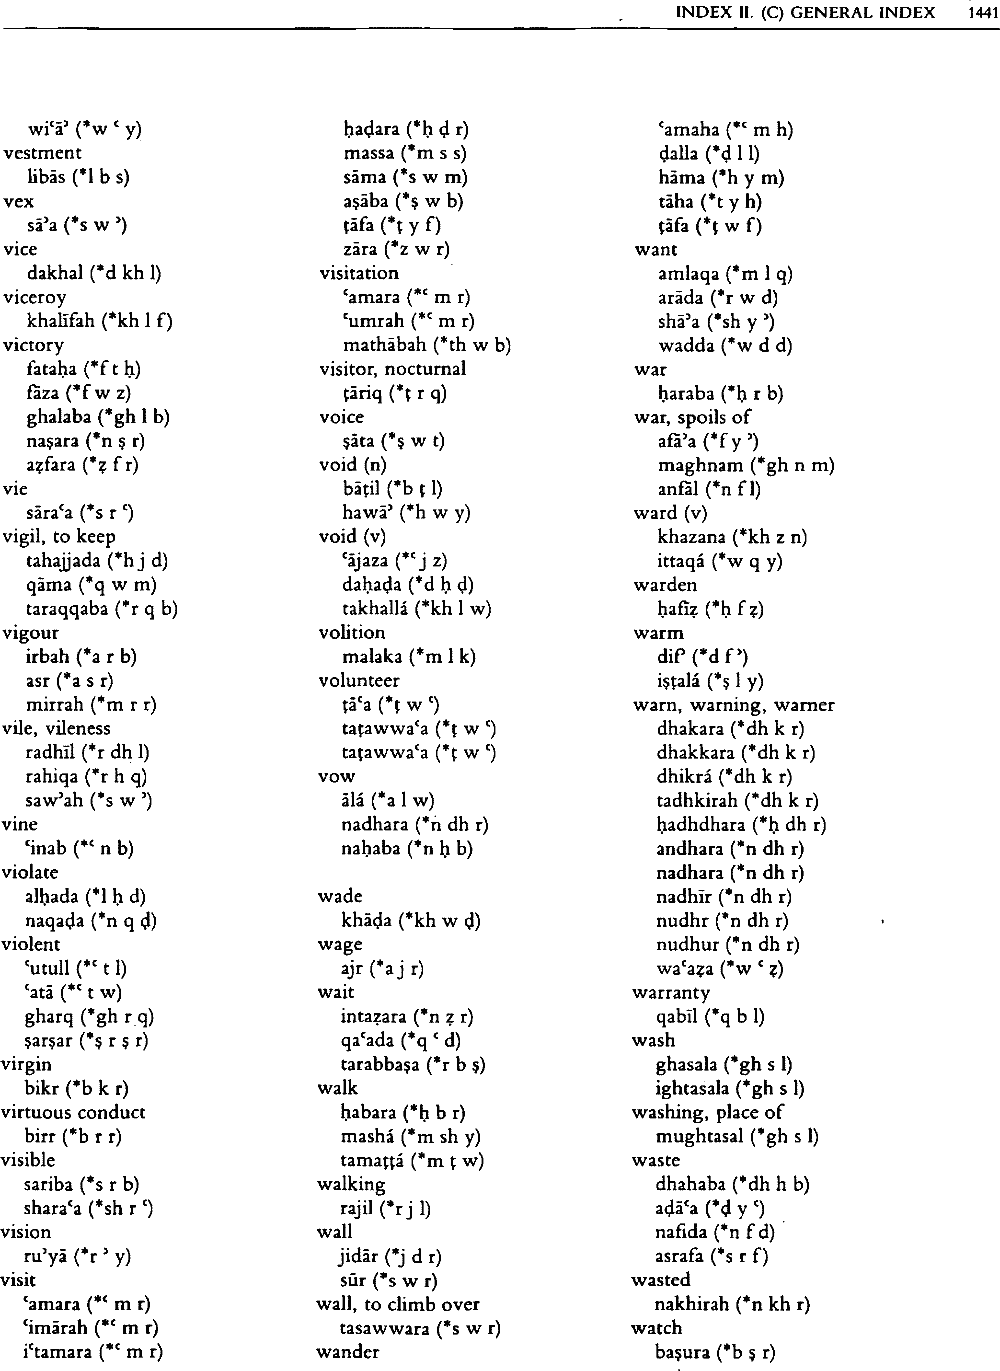 INDEX II. (C) GENERAL INDEX 1441
wiʿāʾ (*w ʿ y)
vestment
libās (*l b s)
vex
sāʾa (*s w ʾ)
vice
dakhal (*d kh l)
viceroy
khalīfah (*kh l f)
victory
fataḥa (*f t ḥ)
fāza (*f w z)
ghalaba (*gh l b)
naṣara (*n ṣ r)
aẓfara (*ẓ f r)
vie
sāraʿa (*s r ʿ)
vigil, to keep
tahajjada (*h j d)
qāma (*q w m)
taraqqaba (*r q b)
vigour
irbah (*a r b)
asr (*a s r)
mirrah (*m r r)
vile, vileness
radhīl (*r dh l)
rahiqa (*r h q)
sawʾah (*s w ʾ)
vine
ʿinab (*ʿ n b)
violate
alḥada (*l ḥ d)
naqaḍa (*n q ḍ)
violent
ʿutull (*ʿ t l)
ʿatā (*ʿ t w)
gharq (*gh r q)
ṣarṣar (*ṣ r ṣ r)
virgin
bikr (*b k r)
virtuous conduct
birr (*b r r)
visible
sariba (*s r b)
sharaʿa (*sh r ʿ)
vision
ruʾyā (*r ʾ y)
visit
ʿamara (*ʿ m r)
ʿimārah (*ʿ m r)
iʿtamara (*ʿ m r)
ḥaḍara (*ḥ ḍ r)
massa (*m s s)
sāma (*s w m)
aṣāba (*ṣ w b)
ṭāfa (*ṭ y f)
zāra (*z w r)
visitation
ʿamara (*ʿ m r)
ʿumrah (*ʿ m r)
mathābah (*th w b)
visitor, nocturnal
ṭāriq (*ṭ r q)
voice
ṣāta (*ṣ w t)
void (n)
bāṭil (*b ṭ l)
hawāʾ (*h w y)
void (v)
ʿājaza (*ʿ j z)
daḥaḍa (*d ḥ ḍ)
takhallá (*kh l w)
volition
malaka (*m l k)
volunteer
ṭāʿa (*ṭ w ʿ)
taṭawwaʿa (*ṭ w ʿ)
taṭawwaʿa (*ṭ w ʿ)
vow
ālá (*a l w)
nadhara (*n dh r)
naḥaba (*n ḥ b)
wade
khāḍa (*kh w ḍ)
wage
ajr (*a j r)
wait
intaẓara (*n ẓ r)
qaʿada (*q ʿ d)
tarabbaṣa (*r b ṣ)
walk
ḥabara (*ḥ b r)
mashá (*m sh y)
tamaṭṭá (*m ṭ w)
walking
rajil (*r j l)
wall
jidār (*j d r)
sūr (*s w r)
wall, to climb over
tasawwara (*s w r)
wander
ʿamaha (*ʿ m h)
ḍalla (*ḍ l l)
hāma (*h y m)
tāha (*t y h)
ṭāfa (*ṭ w f)
want
amlaqa (*m l q)
arāda (*r w d)
shāʾa (*sh y ʾ)
wadda (*w d d)
war
ḥaraba (*ḥ r b)
war, spoils of
afāʾa (*f y ʾ)
maghnam (*gh n m)
anfāl (*n f l)
ward (v)
khazana (*kh z n)
ittaqá (*w q y)
warden
ḥafīẓ (*ḥ f ẓ)
warm
difʾ (*d f ʾ)
iṣṭalá (*ṣ l y)
warn, warning, warner
dhakara (*dh k r)
dhakkara (*dh k r)
dhikrá (*dh k r)
tadhkirah (*dh k r)
ḥadhdhara (*ḥ dh r)
andhara (*n dh r)
nadhara (*n dh r)
nadhīr (*n dh r)
nudhr (*n dh r)
nudhur (*n dh r)
waʿaẓa (*w ʿ ẓ)
warranty
qabīl (*q b l)
wash
ghasala (*gh s l)
ightasala (*gh s l)
washing, place of
mughtasal (*gh s l)
waste
dhahaba (*dh h b)
aḍāʿa (*ḍ y ʿ)
nafida (*n f d)
asrafa (*s r f)
wasted
nakhirah (*n kh r)
watch
baṣura (*b ṣ r)